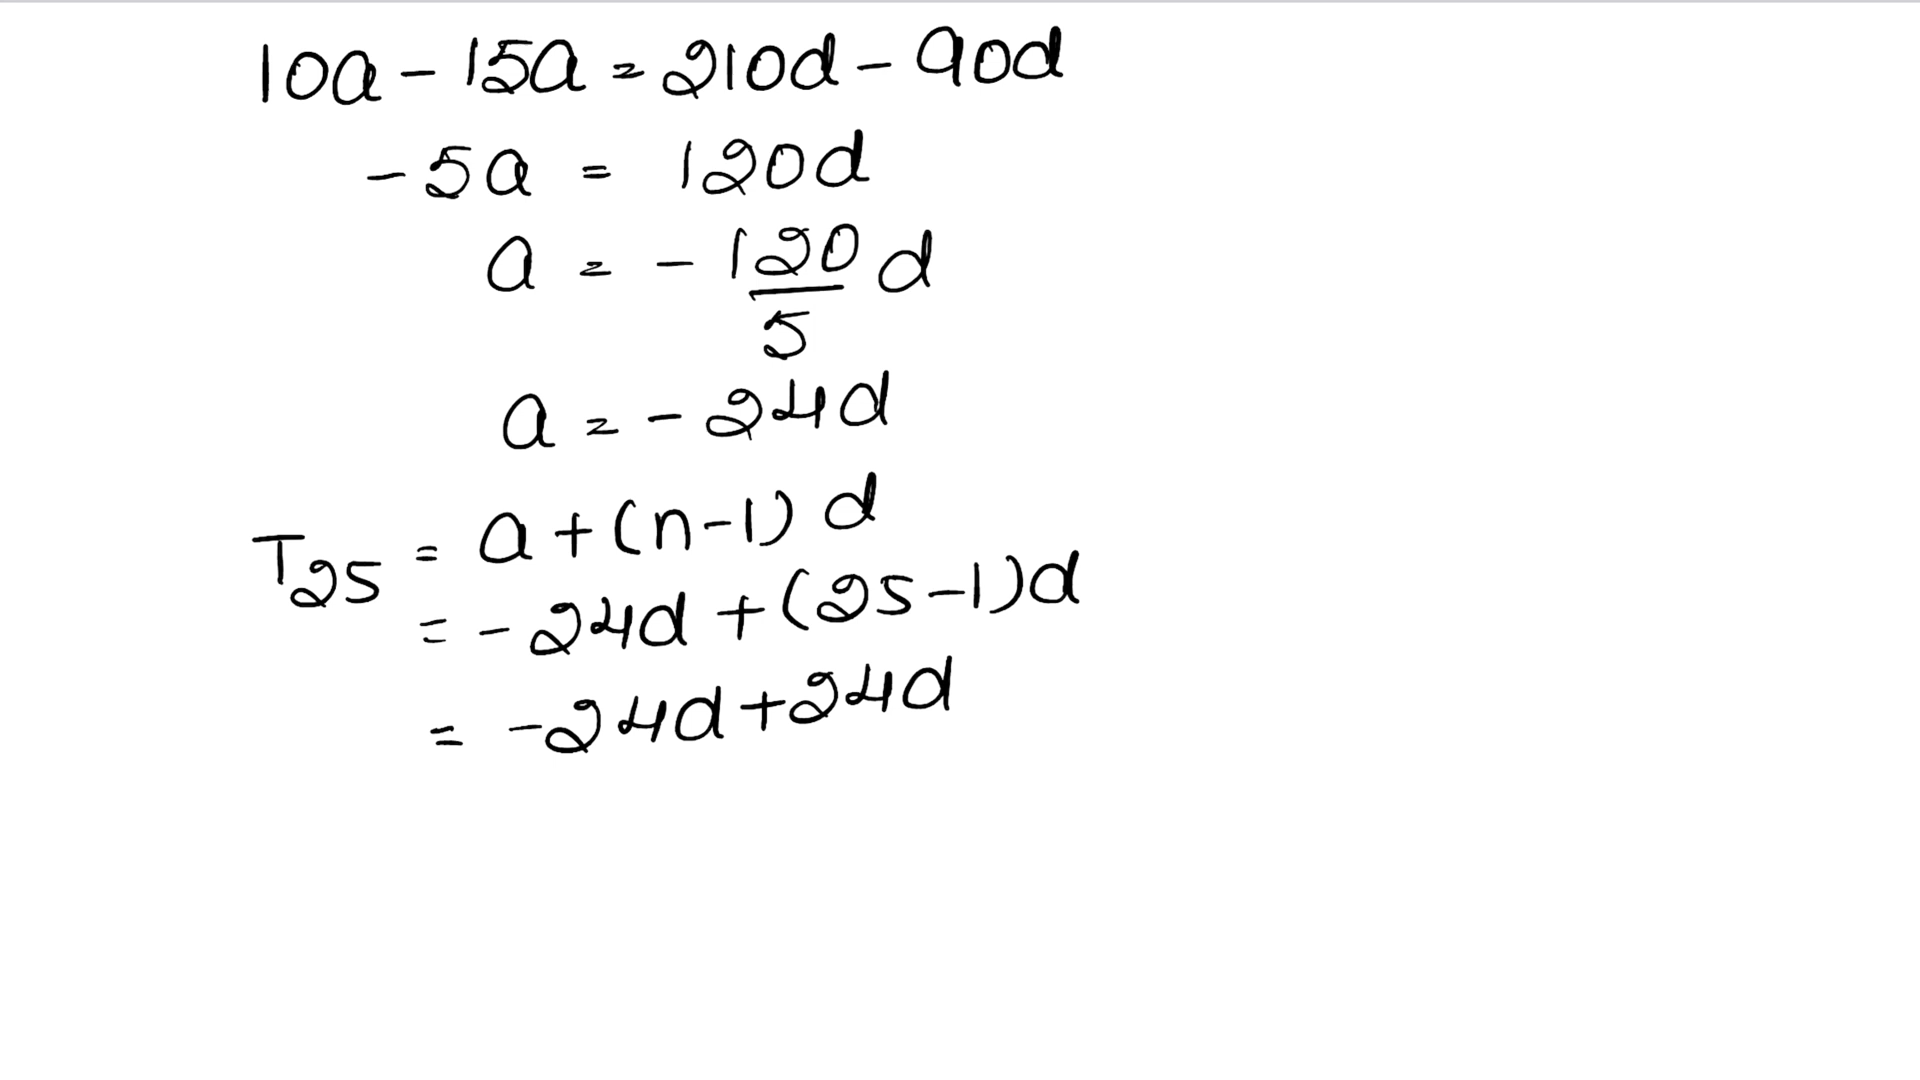 10a - 15a = 210d - 90d
- 5a = 120d
a = - 120/5 d
a = - 24d
T25 = a + (n-1) d
= - 24d + (25-1)d
= -24d+24d